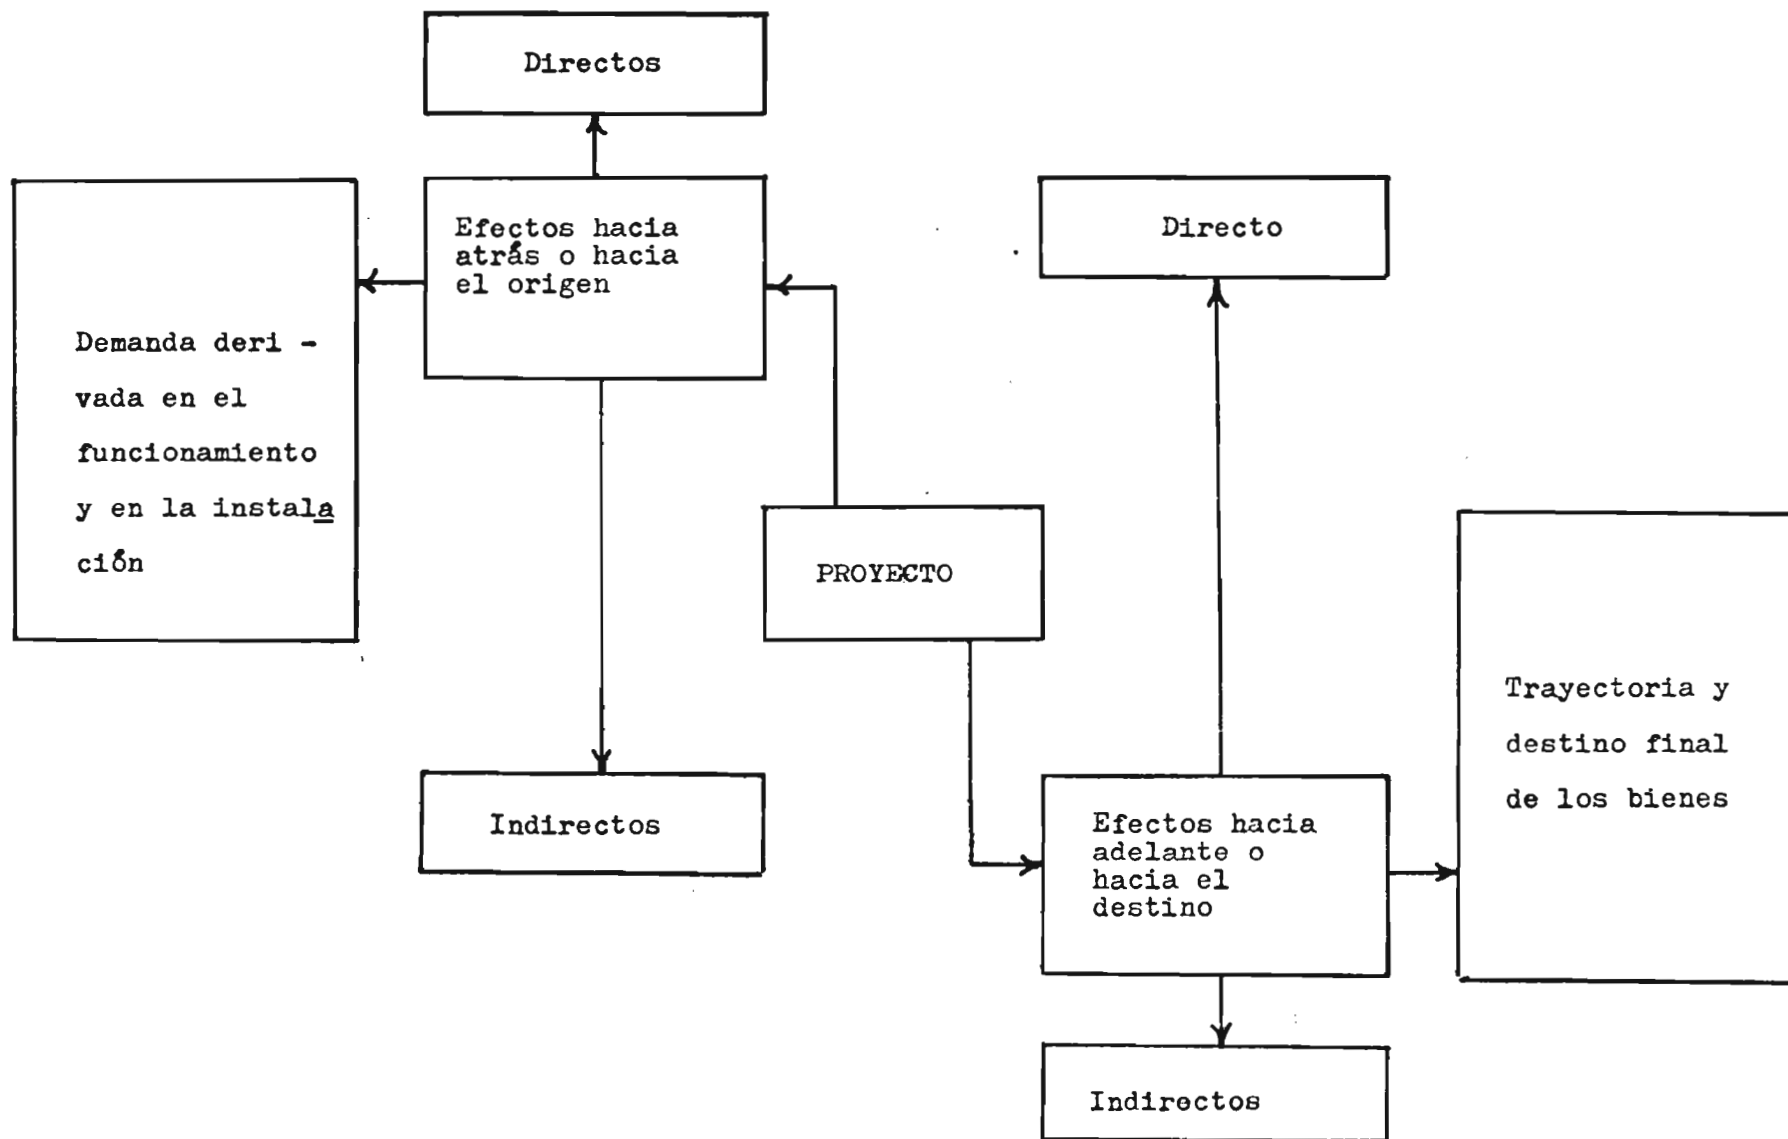 Directos
Efectos hacia
atrás o hacia
el origen
Directo
Demanda deri -
vada en el
funcionamiento
y en la instala
ción
PROYECTO
Trayectoria y
destino final
de los bienes
Indirectos
Efectos hacia
adelante o
hacia el
destino
Indirectos